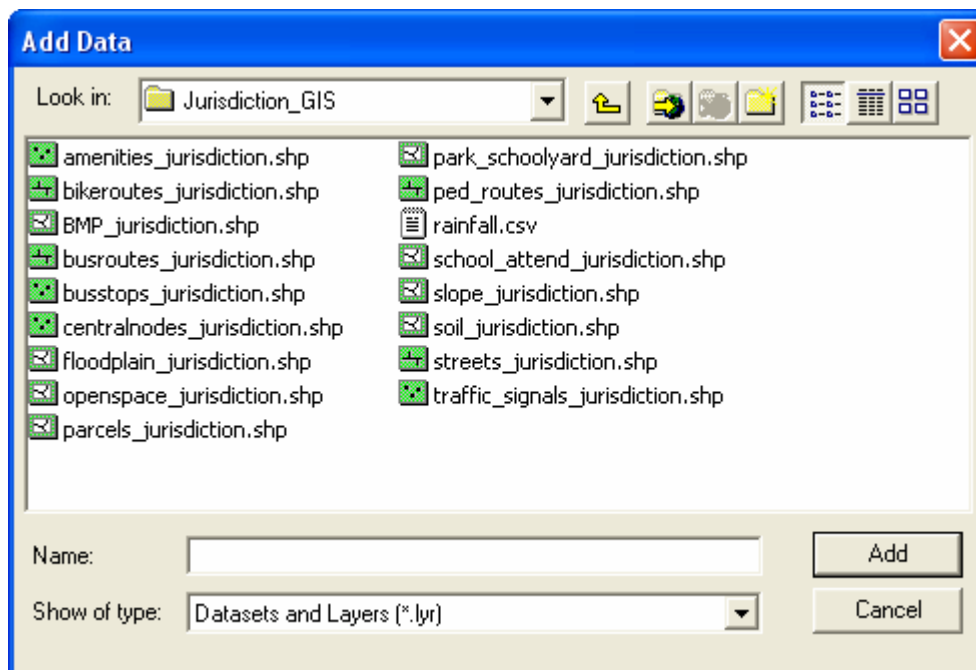 Add Data
Look in: Jurisdiction_GIS
amenities_jurisdiction.shp
bikeroutes_jurisdiction.shp
BMP_jurisdiction.shp
busroutes_jurisdiction.shp
busstops_jurisdiction.shp
centralnodes_jurisdiction.shp
floodplain_jurisdiction.shp
openspace_jurisdiction.shp
parcels_jurisdiction.shp
park_schoolyard_jurisdiction.shp
ped_routes_jurisdiction.shp
rainfall.csv
school_attend_jurisdiction.shp
slope_jurisdiction.shp
soil_jurisdiction.shp
streets_jurisdiction.shp
traffic_signals_jurisdiction.shp
Name:
Add
Show of type: Datasets and Layers (*.lyr)
Cancel